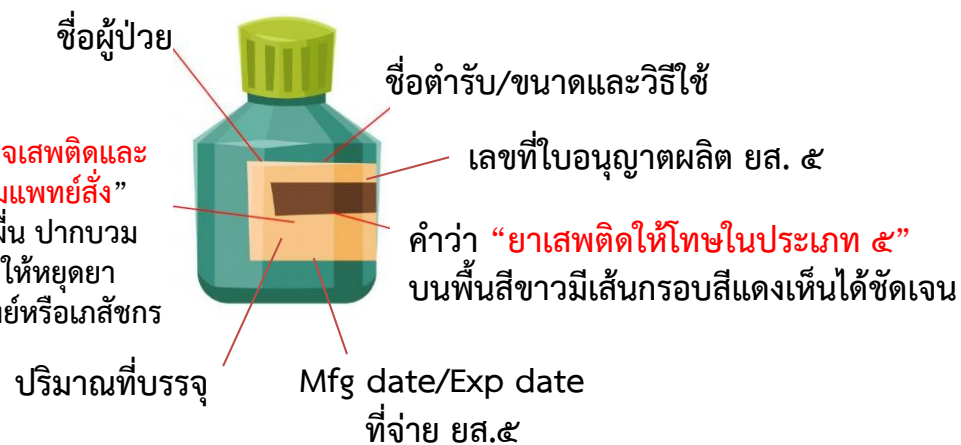 ชื่อผู้ป่วย
ชื่อตำรับ/ขนาดและวิธีใช้
เลขที่ใบอนุญาตผลิต ยส. ๕
คำว่า “ยาเสพติดให้โทษในประเภท ๕”
บนพื้นสีขาวมีเส้นกรอบสีแดงเห็นได้ชัดเจน
จเสพติดและ
มแพทย์สั่ง”
ผื่น ปากบวม
ให้หยุดยา
ทย์หรือเภสัชกร
ปริมาณที่บรรจุ
Mfg date/Exp date
ที่จ่าย ยส.๕